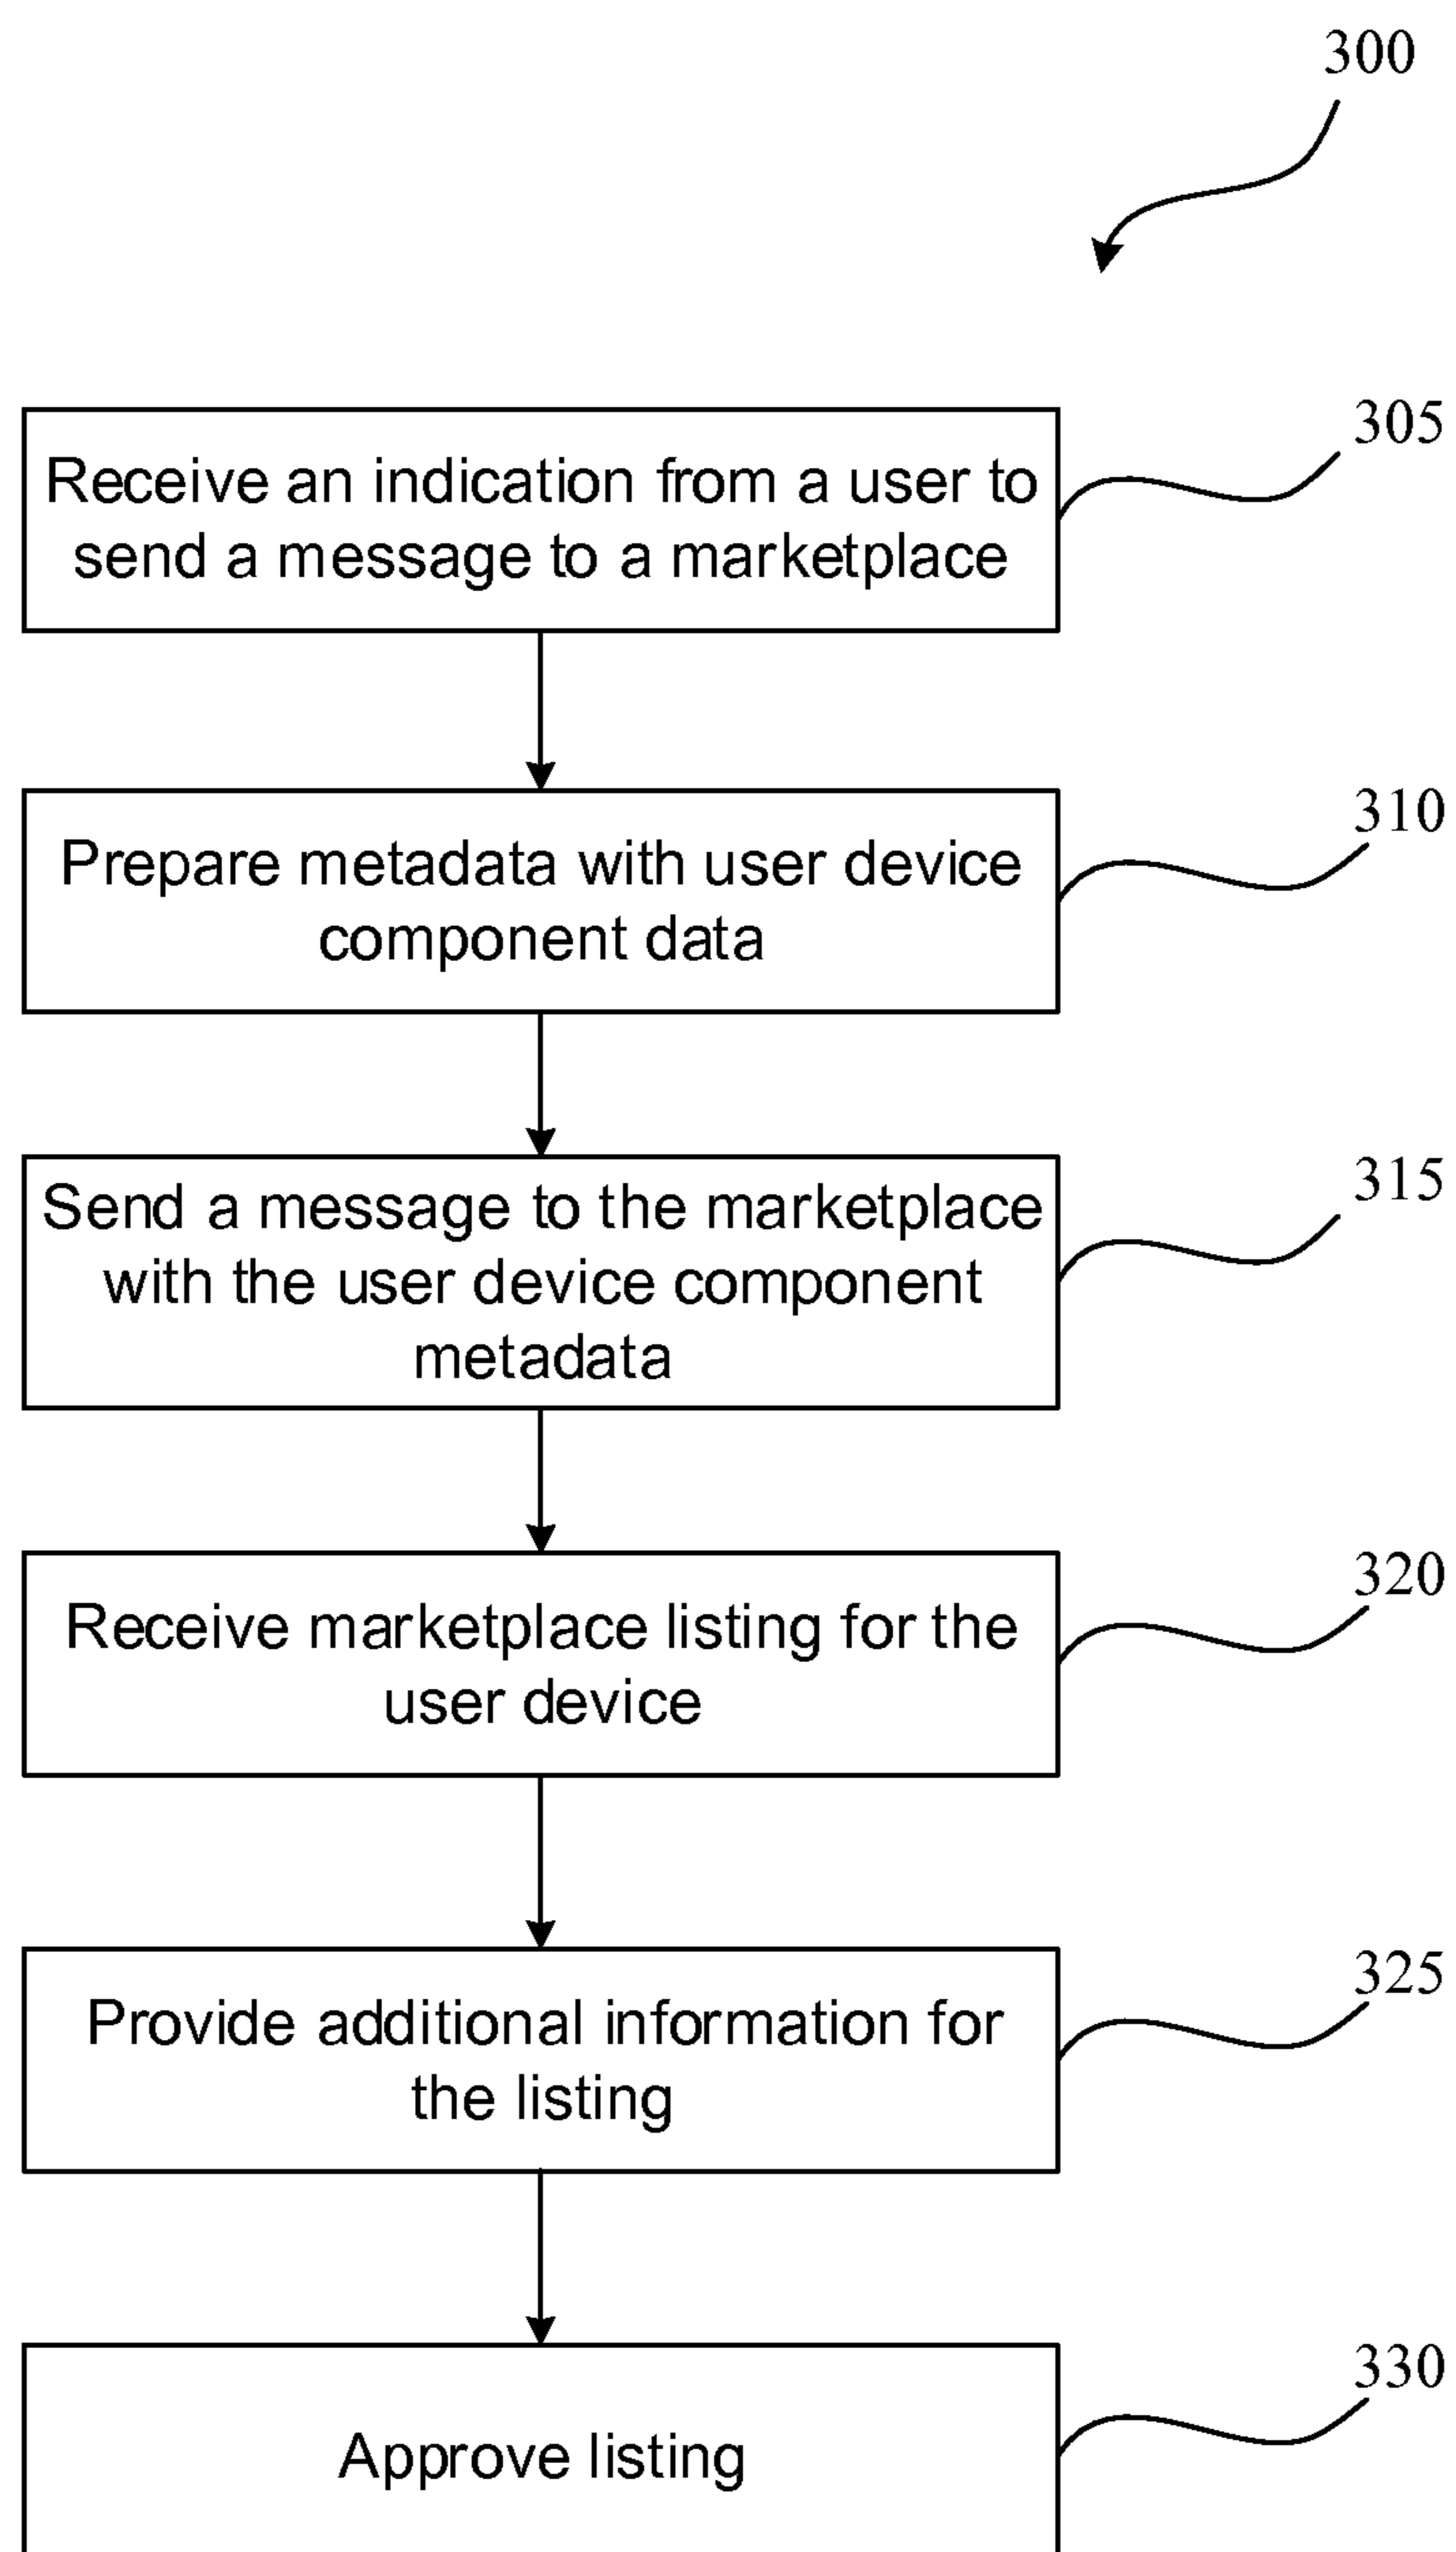 300
305
Receive an indication from a user to
send a message to a marketplace
310
Prepare metadata with user device
component data
315
Send a message to the marketplace
with the user device component
metadata
320
Receive marketplace listing for the
user device
325
Provide additional information for
the listing
330
Approve listing